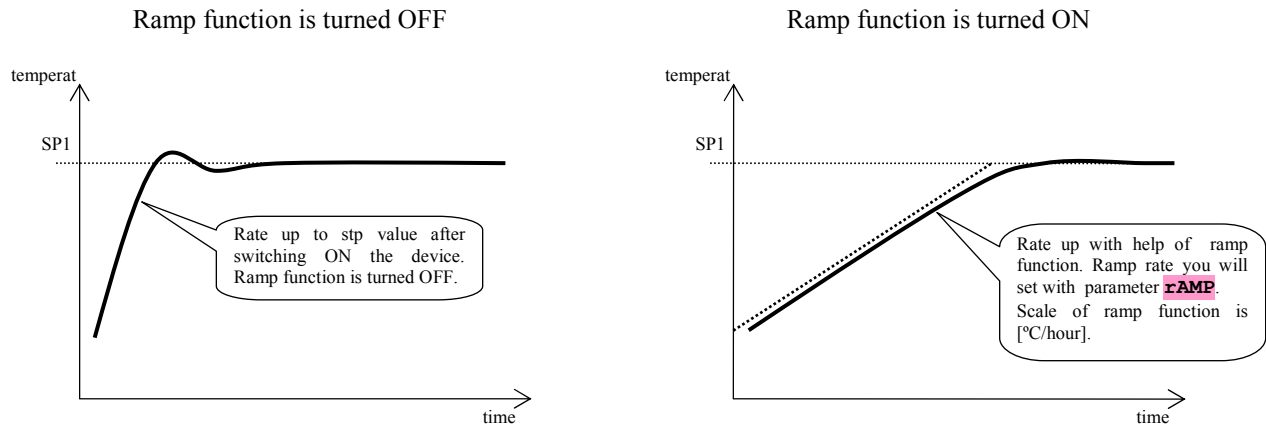 Ramp function is turned OFF
temperat
SP1
Rate up to stp value after
switching ON the device.
Ramp function is turned OFF.
time
Ramp function is turned ON
temperat
SP1
Rate up with help of ramp
function. Ramp rate you will
set with parameter rAMP.
Scale of ramp function is
[ºC/hour].
time